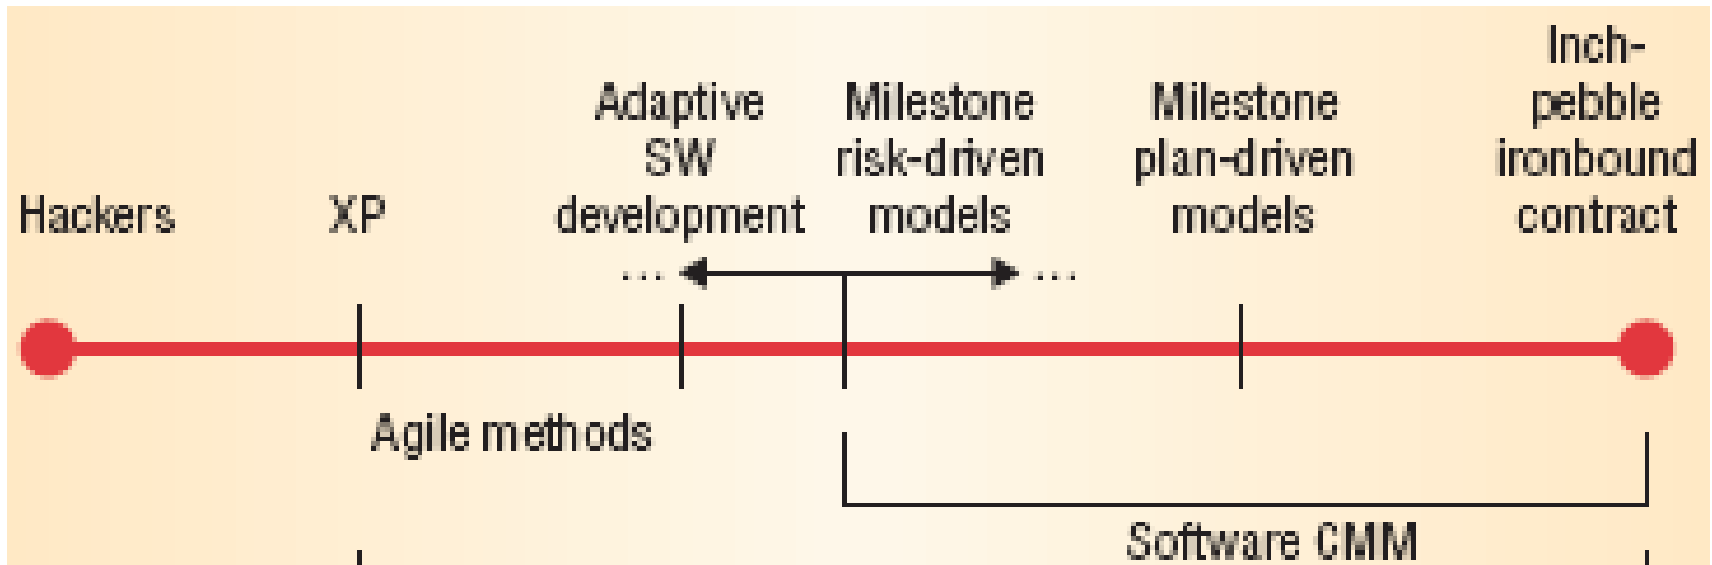 Hackers
XP
Adaptive
SW
development
Milestone
risk-driven
models
Milestone
plan-driven
models
Inch-
pebble
ironbound
contract
...
...
Agile methods
Software CMM